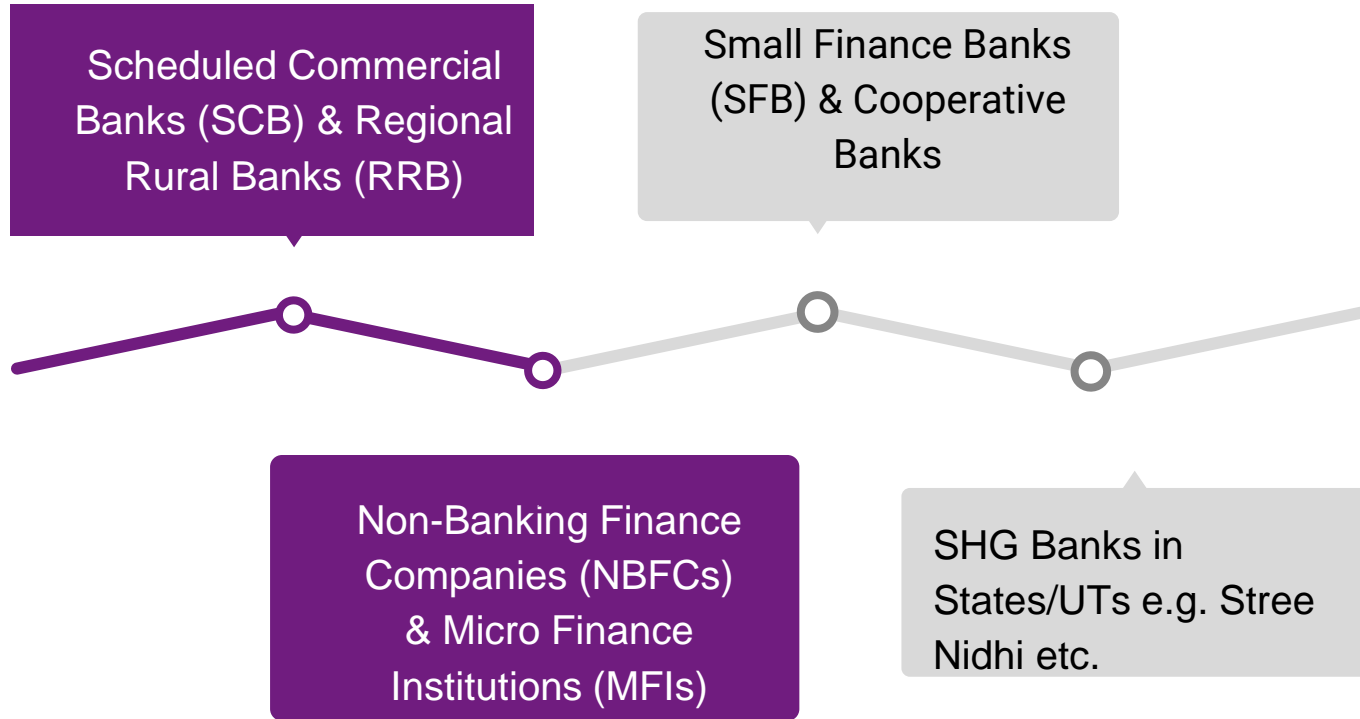 Scheduled Commercial
Banks (SCB) & Regional
Rural Banks (RRB)
Small Finance Banks
(SFB) & Cooperative
Banks
Non-Banking Finance
Companies (NBFCs)
& Micro Finance
Institutions (MFIs)
SHG Banks in
States/UTs e.g. Stree
Nidhi etc.